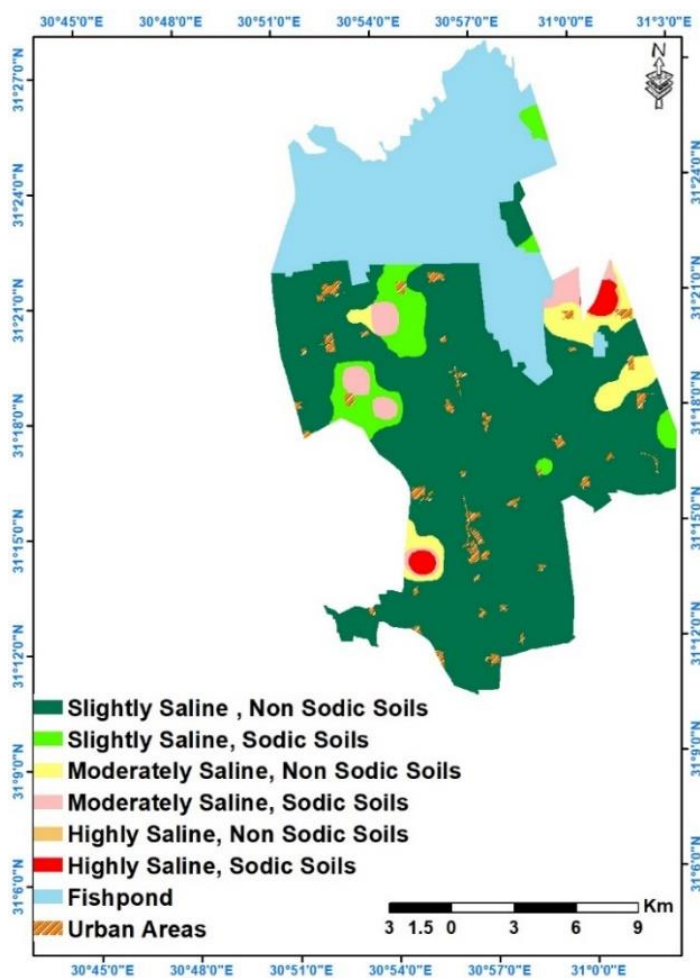 30°45'0"E 30°48'0"E 30°51'0"E 30°54'0"E 30°57'0"E 31°0'0"E 31°3'0"E
N
31°27'0"N
31°24'0"N
31°24'0"N
31°21'0"N
31°21'0"N
31°18'0"N
31°18'0"N
31°15'0"N
31°15'0"N
31°12'0"N
31°12'0"N
Slightly Saline , Non Sodic Soils
Slightly Saline, Sodic Soils
31°9'0"N
31°9'0"N
Moderately Saline, Non Sodic Soils
Moderately Saline, Sodic Soils
Highly Saline, Non Sodic Soils
Highly Saline, Sodic Soils
31°6'0"N
31°6'0"N
Fishpond
Urban Areas
Km
3 1.5 0 3 6 9
30°45'0"E 30°48'0"E 30°51'0"E 30°54'0"E 30°57'0"E 31°0'0"E